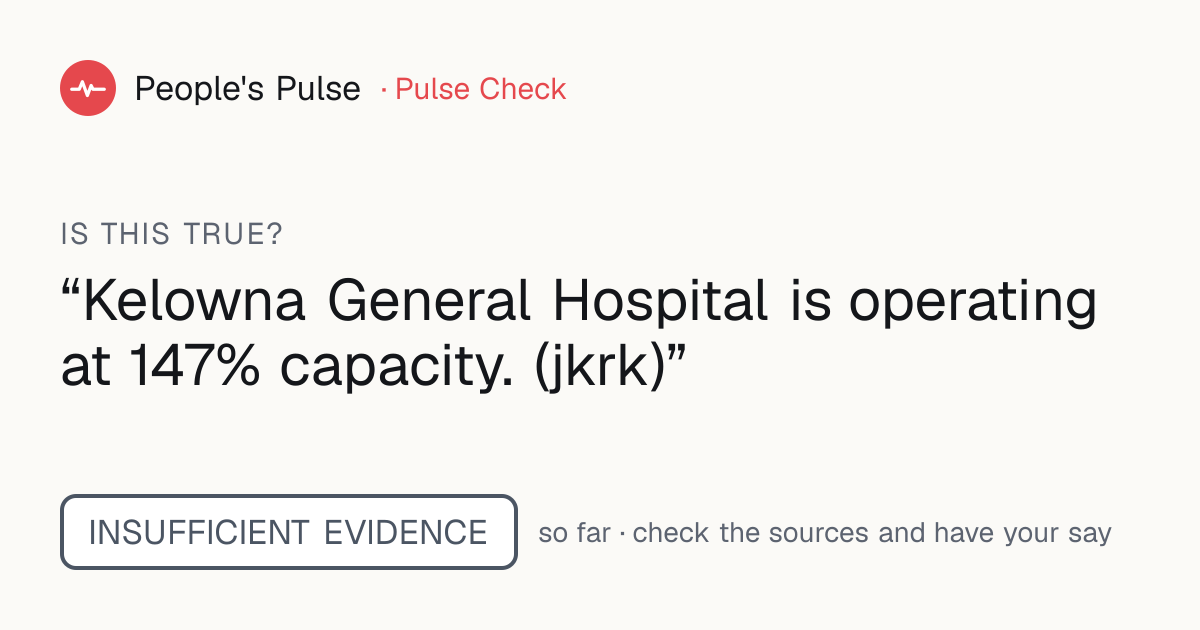 People's Pulse · Pulse Check
IS THIS TRUE?
“Kelowna General Hospital is operating
at 147% capacity. (jkrk)”
INSUFFICIENT EVIDENCE so far · check the sources and have your say